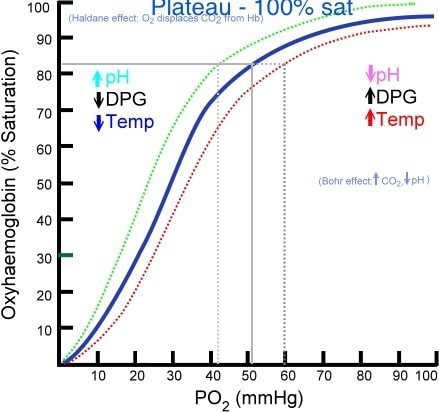 Plateau - 100% sat
(Haldane effect: O2 displaces CO2 from Hb)
100
90
80
70
60
50
40
30
20
10
Oxyhaemoglobin (% Saturation)
↑pH
↓DPG
↓Temp
↓pH
↑DPG
↑Temp
(Bohr effect:↑ CO2,↓pH )
10 20 30 40 50 60 70 80 90 100
PO2 (mmHg)